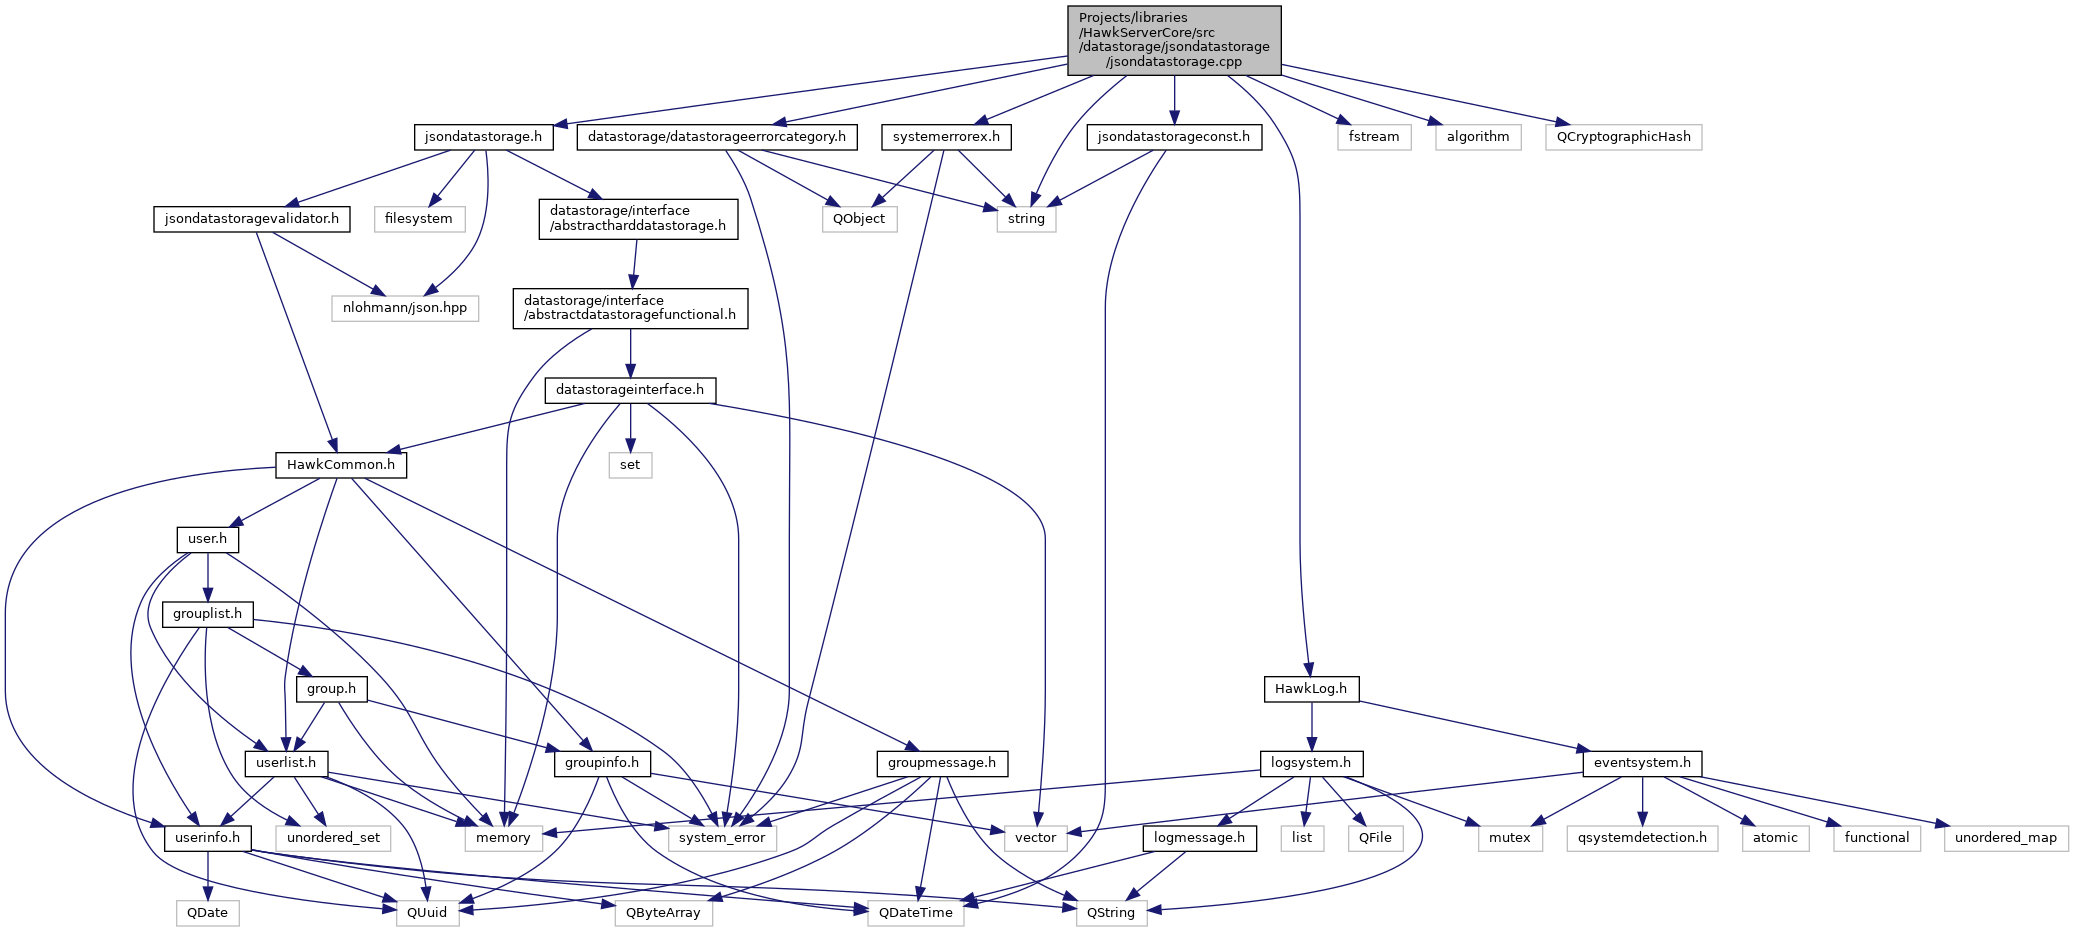 Projects/libraries
/HawkServerCore/src
/datastorage/jsondatastorage
/jsondatastorage.cpp
jsondatastorage.h
datastorage/datastorageerrorcategory.h
systemerrorex.h
jsondatastorageconst.h
fstream
algorithm
QCryptographicHash
jsondatastoragevalidator.h
filesystem
datastorage/interface
/abstractharddatastorage.h
QObject
string
nlohmann/json.hpp
datastorage/interface
/abstractdatastoragefunctional.h
datastorageinterface.h
HawkCommon.h
set
user.h
grouplist.h
group.h
HawkLog.h
userlist.h
groupinfo.h
groupmessage.h
logsystem.h
eventsystem.h
userinfo.h
unordered_set
memory
system_error
vector
logmessage.h
list
QFile
mutex
qsystemdetection.h
atomic
functional
unordered_map
QDate
QUuid
QByteArray
QDateTime
QString